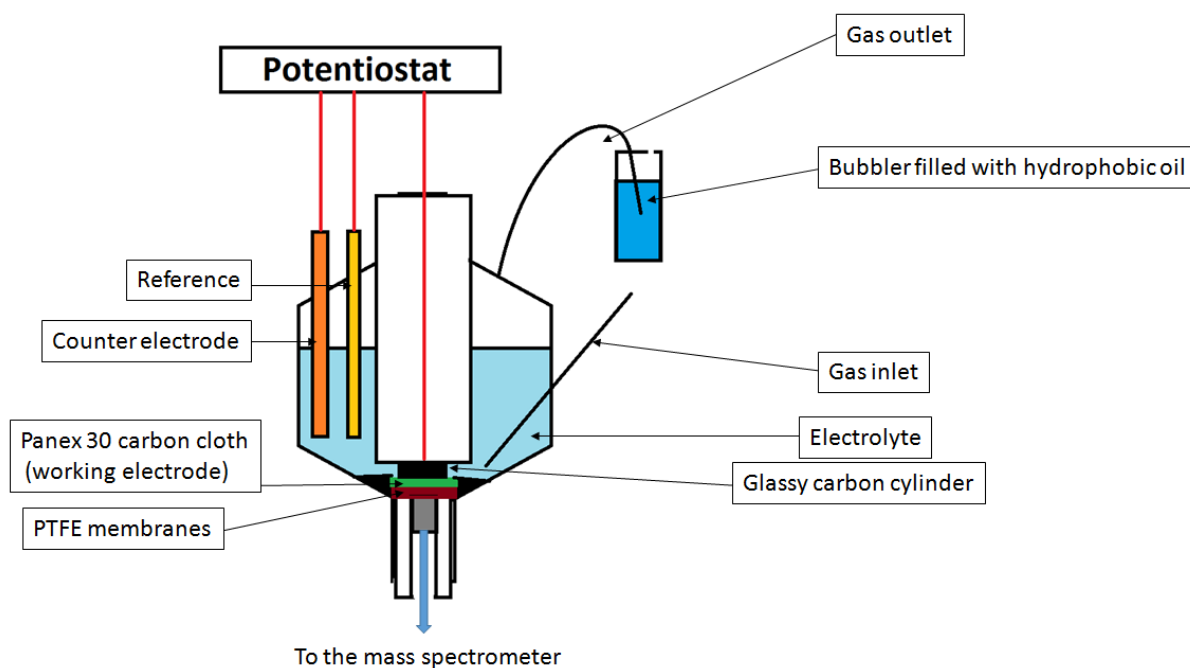 Gas outlet
Potentiostat
Bubbler filled with hydrophobic oil
Reference
Counter electrode
Gas inlet
Panex 30 carbon cloth
(working electrode)
Electrolyte
Glassy carbon cylinder
PTFE membranes
To the mass spectrometer